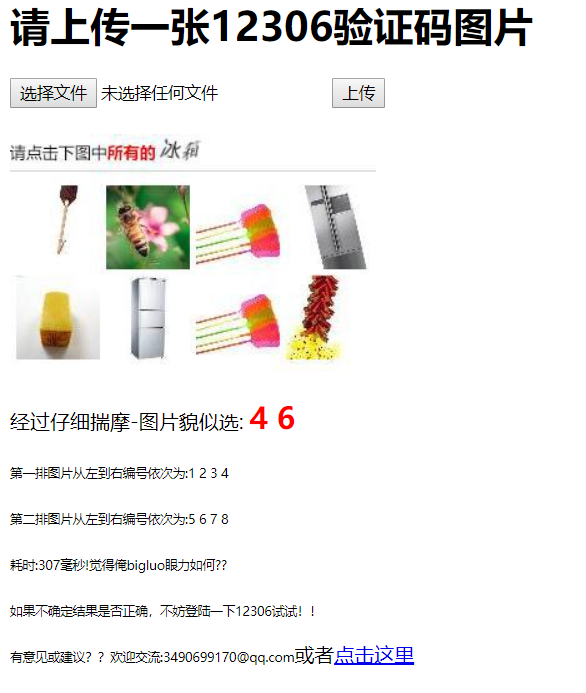 请上传一张12306验证码图片
选择文件 未选择任何文件 上传
请点击下图中所有的 冰箱
经过仔细揣摩-图片貌似选: 4 6
第一排图片从左到右编号依次为:1 2 3 4
第二排图片从左到右编号依次为:5 6 7 8
耗时:307毫秒!觉得俺bigluo眼力如何??
如果不确定结果是否正确，不妨登陆一下12306试试！！
有意见或建议？？欢迎交流:3490699170@qq.com或者点击这里